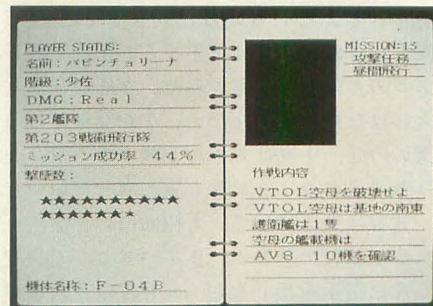 PLAYER STATUS:
名前：バビンチョリーナ
階級：少佐
DMG：Real
第2艦隊
第203戦術飛行隊
ミッション成功率 44%
撃墜数：
★★★★★★★★★★
★★★★★★★
機体名称：F-04B
MISSION:13
攻撃任務
昼間飛行
作戦内容
VTOL空母を破壊せよ
VTOL空母は基地の南東
護衛艦は1隻
空母の艦載機は
AV8 10機を確認